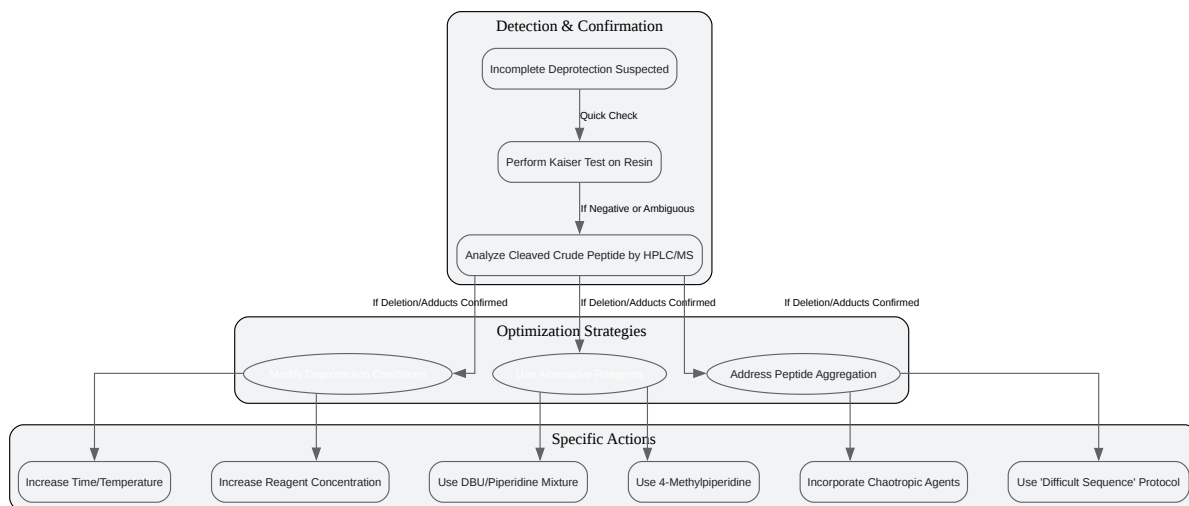 Detection & Confirmation
Incomplete Deprotection Suspected
Quick Check
Perform Kaiser Test on Resin
If Negative or Ambiguous
Analyze Cleaved Crude Peptide by HPLC/MS
If Deletion/Adducts Confirmed
If Deletion/Adducts Confirmed
If Deletion/Adducts Confirmed
Optimization Strategies
Modify Deprotection Conditions
Use Alternative Reagents
Address Peptide Aggregation
Specific Actions
Increase Time/Temperature
Increase Reagent Concentration
Use DBU/Piperidine Mixture
Use 4-Methylpiperidine
Incorporate Chaotropic Agents
Use 'Difficult Sequence' Protocol